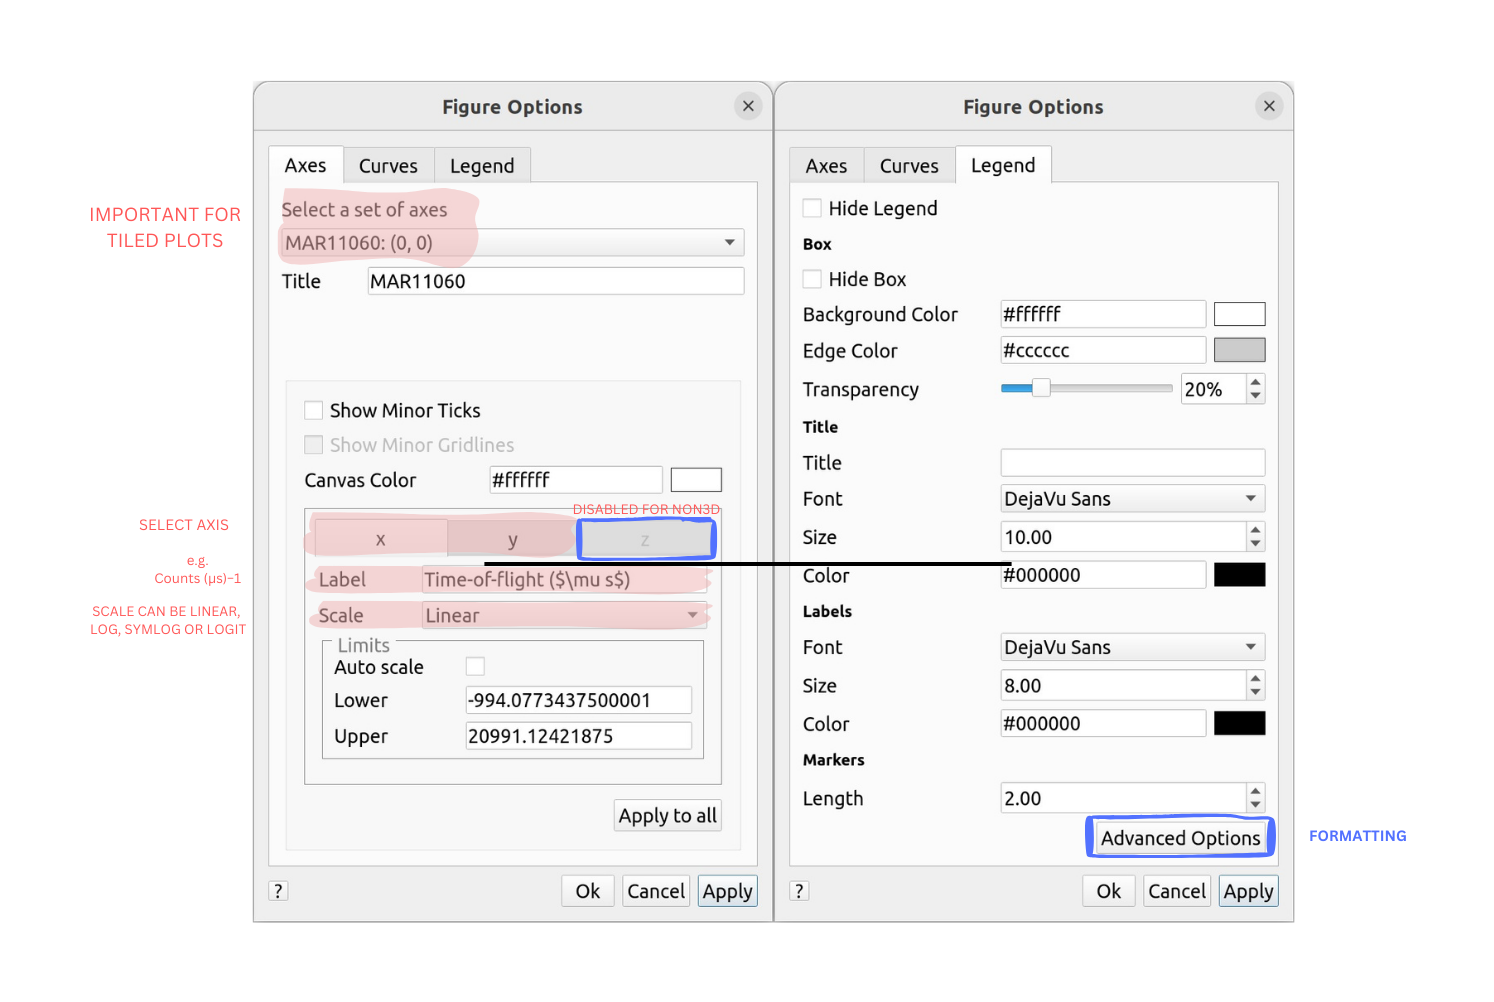 Figure Options
Axes Curves Legend
IMPORTANT FOR
TILED PLOTS
Select a set of axes
MAR11060: (0, 0)
Title MAR11060
Show Minor Ticks
Show Minor Gridlines
Canvas Color #ffffff
DISABLED FOR NON3D
SELECT AXIS
x y z
e.g.
Counts (µs)−1
Label Time-of-flight ($\mu s$)
SCALE CAN BE LINEAR,
LOG, SYMLOG OR LOGIT
Scale Linear
Limits
Auto scale
Lower -994.0773437500001
Upper 20991.12421875
Apply to all
? Ok Cancel Apply
Figure Options
Axes Curves Legend
Hide Legend
Box
Hide Box
Background Color #ffffff
Edge Color #cccccc
Transparency 20%
Title
Title
Font DejaVu Sans
Size 10.00
Color #000000
Labels
Font DejaVu Sans
Size 8.00
Color #000000
Markers
Length 2.00
Advanced Options
FORMATTING
? Ok Cancel Apply